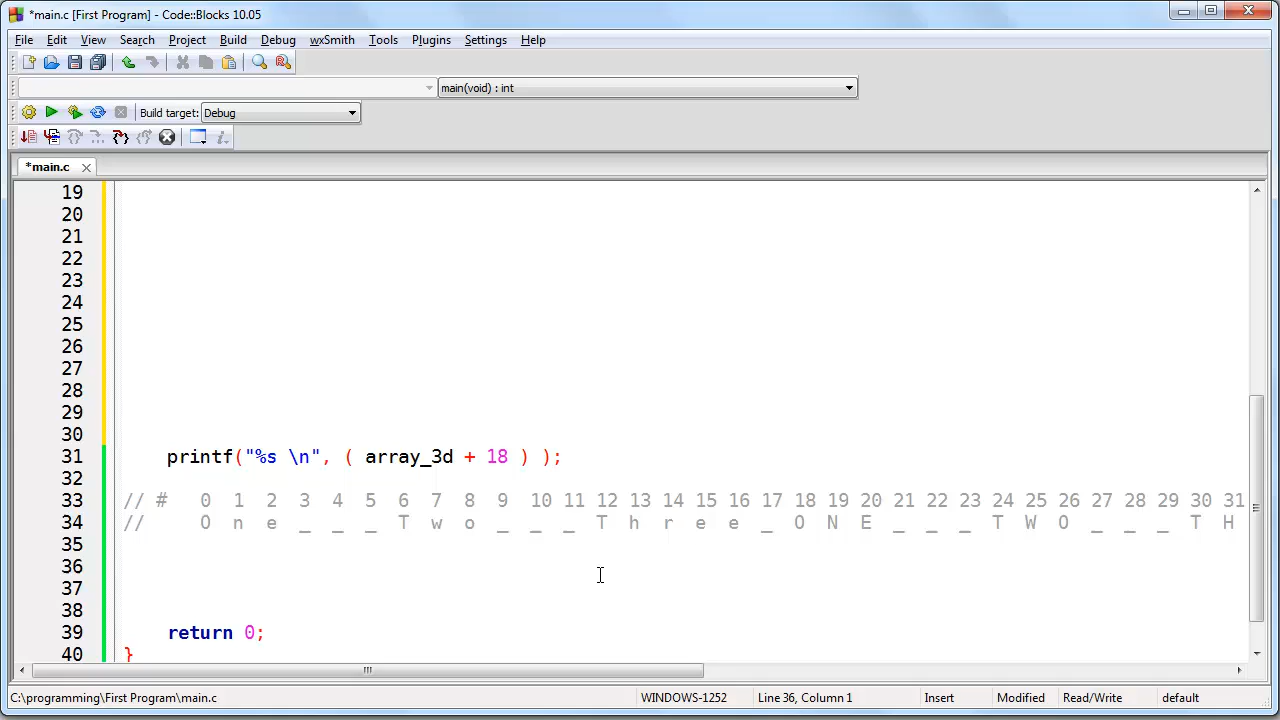 *main.c [First Program] - Code::Blocks 10.05
File Edit View Search Project Build Debug wxSmith Tools Plugins Settings Help
main(void) : int
Build target: Debug
*main.c
19
20
21
22
23
24
25
26
27
28
29
30
31 printf("%s \n", ( array_3d + 18 ) );
32
33 // # 0 1 2 3 4 5 6 7 8 9 10 11 12 13 14 15 16 17 18 19 20 21 22 23 24 25 26 27 28 29 30 31
34 // O n e _ _ _ T w o _ _ _ T h r e e _ O N E _ _ _ T W O _ _ _ T H
35
36
37
38
39 return 0;
40 }
C:\programming\First Program\main.c WINDOWS-1252 Line 36, Column 1 Insert Modified Read/Write default